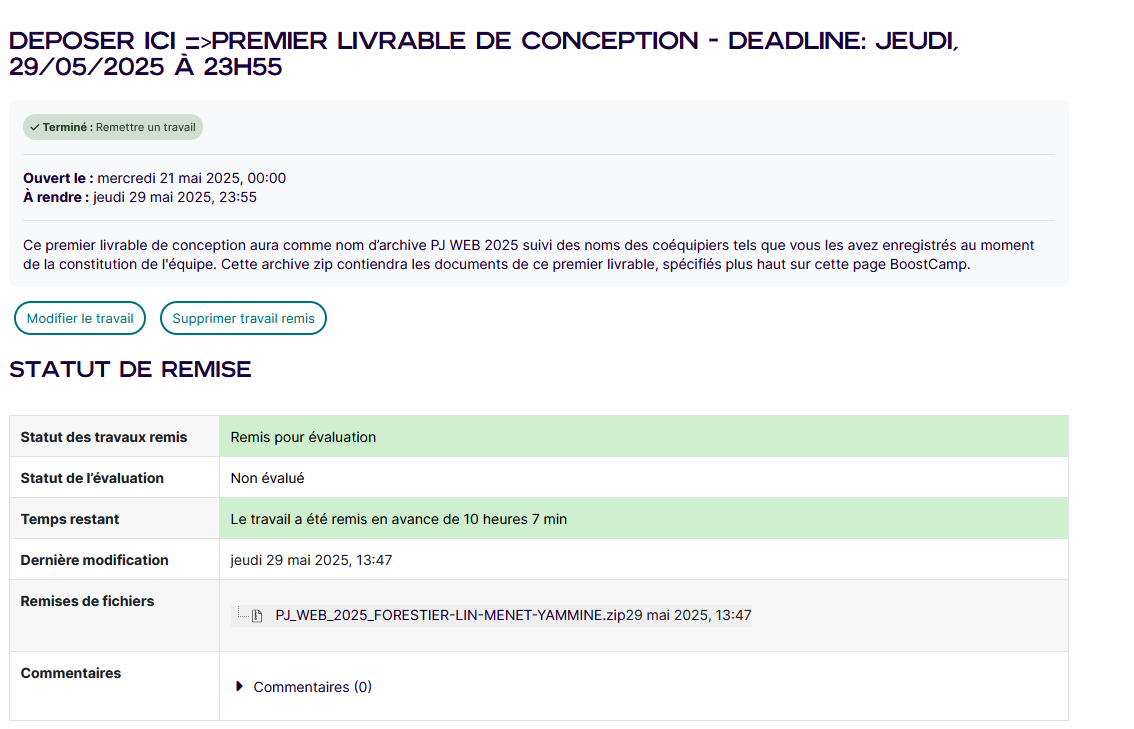 DEPOSER ICI =>PREMIER LIVRABLE DE CONCEPTION - DEADLINE: JEUDI,
29/05/2025 À 23H55
Terminé : Remettre un travail
Ouvert le : mercredi 21 mai 2025, 00:00
À rendre : jeudi 29 mai 2025, 23:55
Ce premier livrable de conception aura comme nom d’archive PJ WEB 2025 suivi des noms des coéquipiers tels que vous les avez enregistrés au moment
de la constitution de l'équipe. Cette archive zip contiendra les documents de ce premier livrable, spécifiés plus haut sur cette page BoostCamp.
Modifier le travail
Supprimer travail remis
STATUT DE REMISE
Statut des travaux remis
Remis pour évaluation
Statut de l’évaluation
Non évalué
Temps restant
Le travail a été remis en avance de 10 heures 7 min
Dernière modification
jeudi 29 mai 2025, 13:47
Remises de fichiers
PJ_WEB_2025_FORESTIER-LIN-MENET-YAMMINE.zip29 mai 2025, 13:47
Commentaires
Commentaires (0)